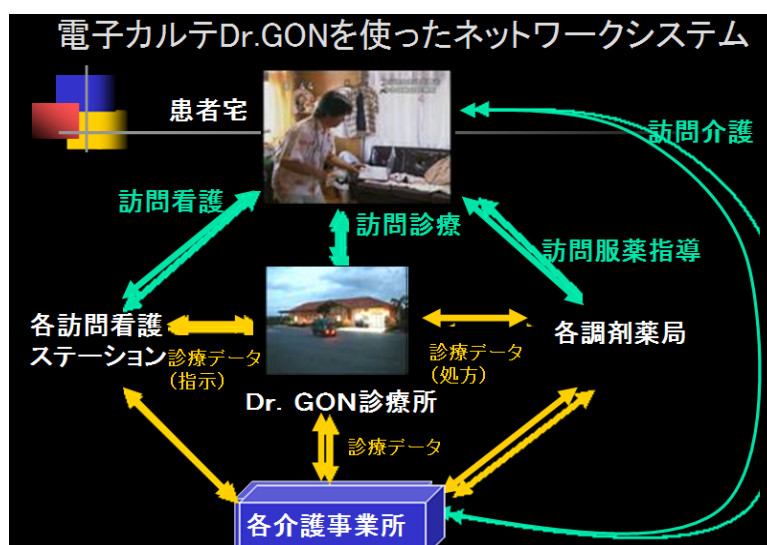 電子カルテDr.GONを使ったネットワークシステム
患者宅
訪問介護
訪問看護
訪問診療
訪問服薬指導
各訪問看護
ステーション
診療データ
(指示)
診療データ
(処方)
各調剤薬局
Dr. GON診療所
診療データ
各介護事業所